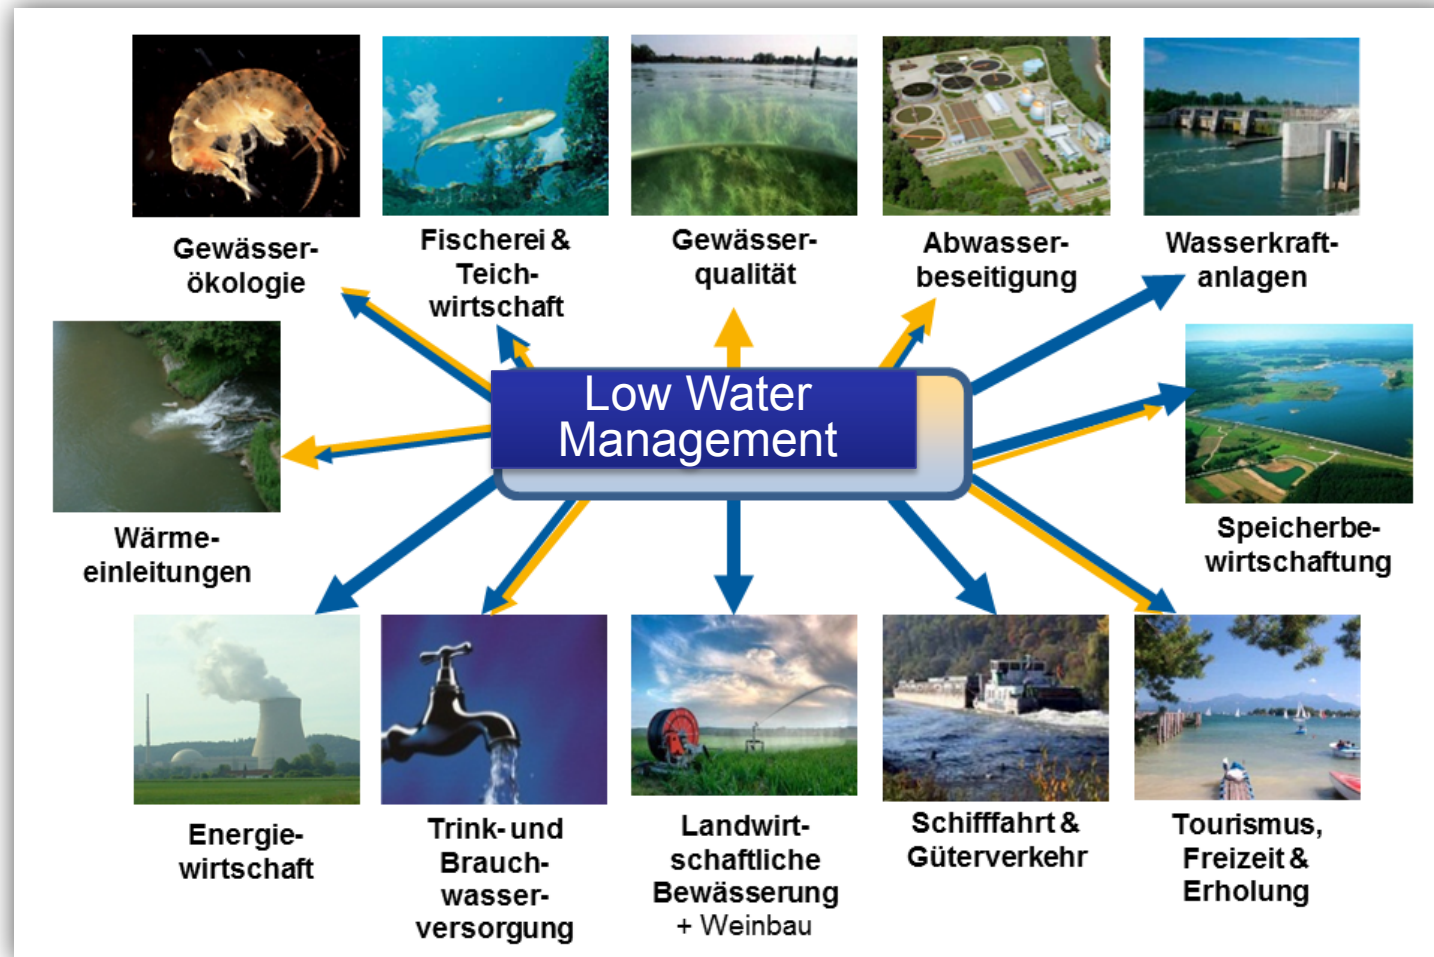 Gewässer-
ökologie
Fischerei &
Teich-
wirtschaft
Gewässer-
qualität
Abwasser-
beseitigung
Wasserkraft-
anlagen
Low Water
Management
Wärme-
einleitungen
Speicherbe-
wirtschaftung
Energie-
wirtschaft
Trink- und
Brauch-
wasser-
versorgung
Landwirt-
schaftliche
Bewässerung
+ Weinbau
Schifffahrt &
Güterverkehr
Tourismus,
Freizeit &
Erholung